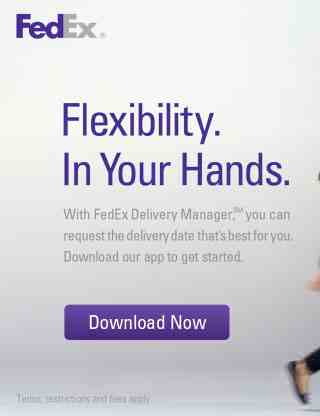 FedEx®
Flexibility.
In Your Hands.
With FedEx Delivery Manager,℠ you can
request the delivery date that's best for you.
Download our app to get started.
Download Now
Terms, restrictions and fees apply